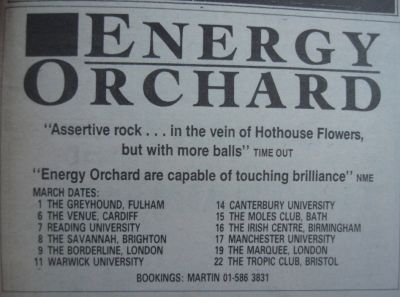 ENERGY
ORCHARD
"Assertive rock . . . in the vein of Hothouse Flowers,
but with more balls" TIME OUT
"Energy Orchard are capable of touching brilliance" NME
MARCH DATES:
1 THE GREYHOUND, FULHAM
6 THE VENUE, CARDIFF
7 READING UNIVERSITY
8 THE SAVANNAH, BRIGHTON
9 THE BORDERLINE, LONDON
11 WARWICK UNIVERSITY
14 CANTERBURY UNIVERSITY
15 THE MOLES CLUB, BATH
16 THE IRISH CENTRE, BIRMINGHAM
17 MANCHESTER UNIVERSITY
19 THE MARQUEE, LONDON
22 THE TROPIC CLUB, BRISTOL
BOOKINGS: MARTIN 01-586 3831